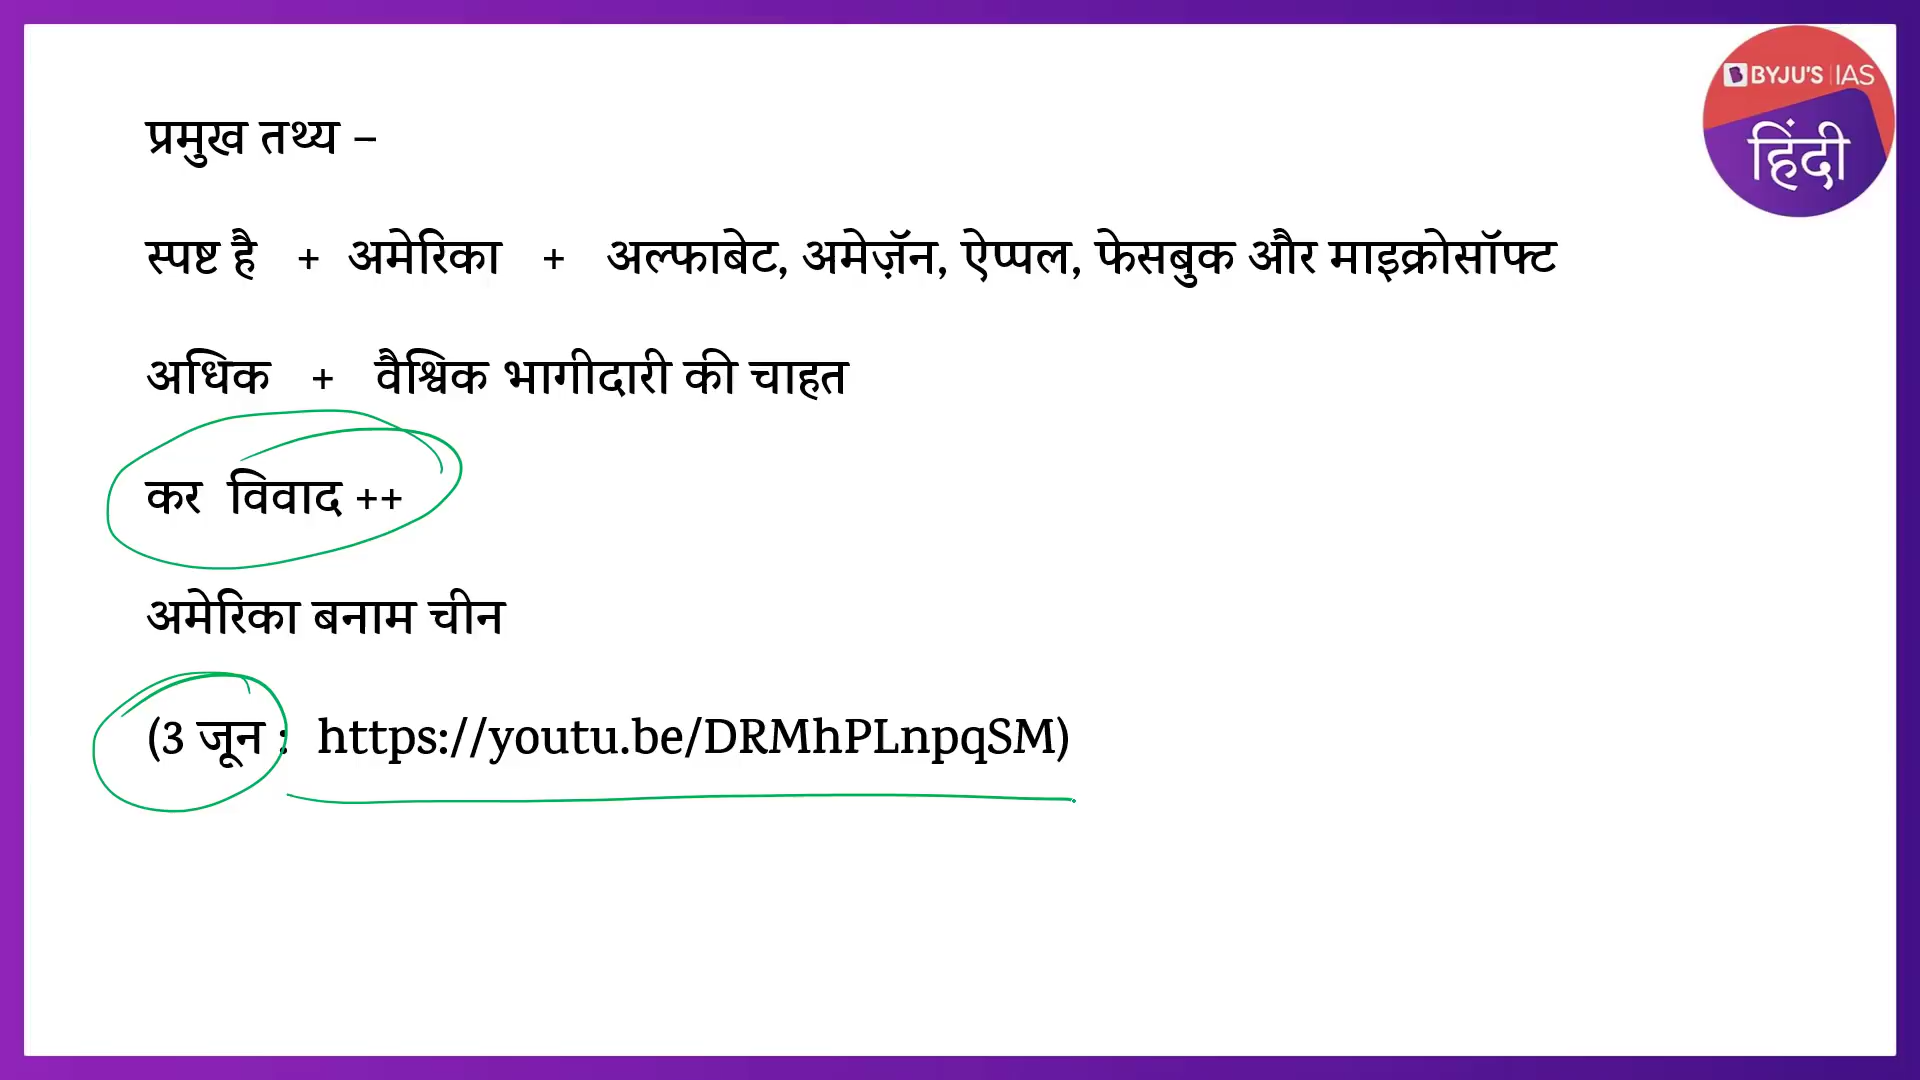 BYJU'S IAS
हिंदी
प्रमुख तथ्य –
स्पष्ट है + अमेरिका + अल्फाबेट, अमेज़ॅन, ऐप्पल, फेसबुक और माइक्रोसॉफ्ट
अधिक + वैश्विक भागीदारी की चाहत
कर विवाद ++
अमेरिका बनाम चीन
(3 जून : https://youtu.be/DRMhPLnpqSM)